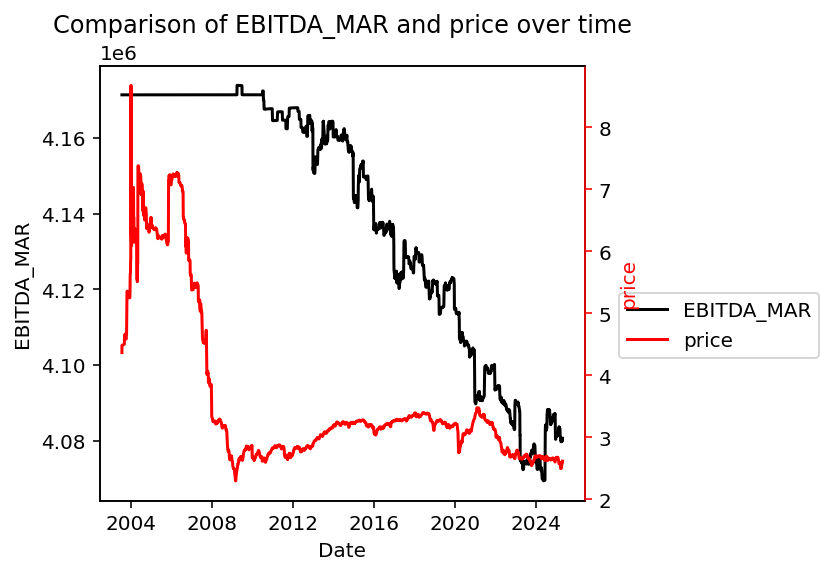 Comparison of EBITDA_MAR and price over time
1e6
4.16
4.14
4.12
4.10
4.08
EBITDA_MAR
8
7
6
5
4
3
2
price
EBITDA_MAR
price
2004 2008 2012 2016 2020 2024
Date